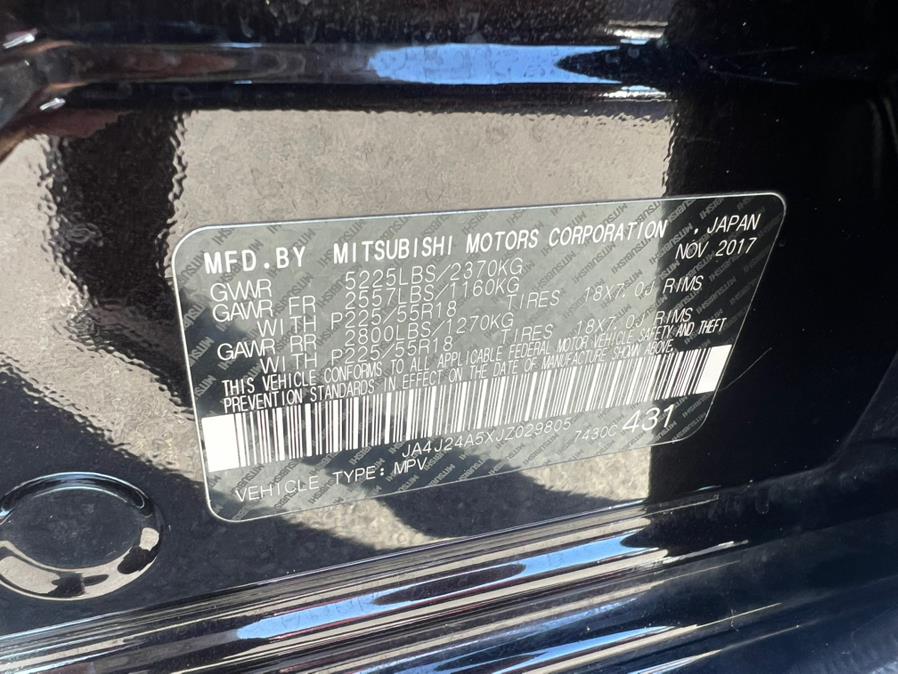 MFD.BY MITSUBISHI MOTORS CORPORATION , JAPAN
GVWR 5225LBS/2370KG NOV 2017
GAWR FR 2557LBS/1160KG
WITH P225/55R18 TIRES 18X7.0J RIMS
GAWR RR 2800LBS/1270KG
WITH P225/55R18 TIRES 18X7.0J RIMS
THIS VEHICLE CONFORMS TO ALL APPLICABLE FEDERAL MOTOR VEHICLE SAFETY AND THEFT
PREVENTION STANDARDS IN EFFECT ON THE DATE OF MANUFACTURE SHOWN ABOVE.
JA4J24A5XJZ029805 7430C 431
VEHICLE TYPE: MPV